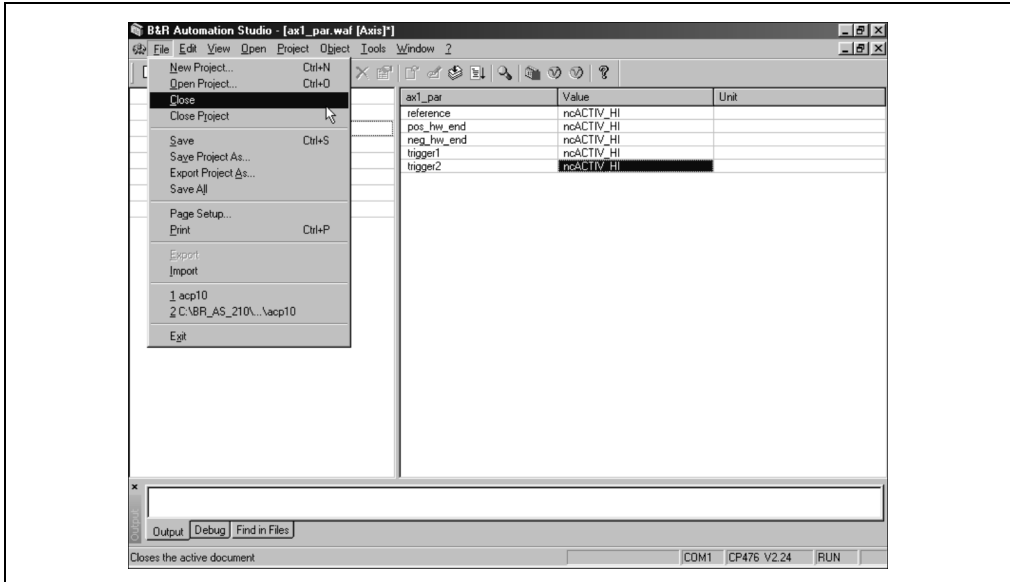 B&R Automation Studio - [ax1_par.waf [Axis]*]
File Edit View Open Project Object Tools Window ?
New Project... Ctrl+N
Open Project... Ctrl+O
Close
Close Project
Save Ctrl+S
Save Project As...
Export Project As...
Save All
Page Setup...
Print Ctrl+P
Export
Import
1 acp10
2 C:\BR_AS_210\...\acp10
Exit
ax1_par Value Unit
reference ncACTIV_HI
pos_hw_end ncACTIV_HI
neg_hw_end ncACTIV_HI
trigger1 ncACTIV_HI
trigger2 ncACTIV_HI
Output
Output Debug Find in Files
Closes the active document COM1 CP476 V2.24 RUN